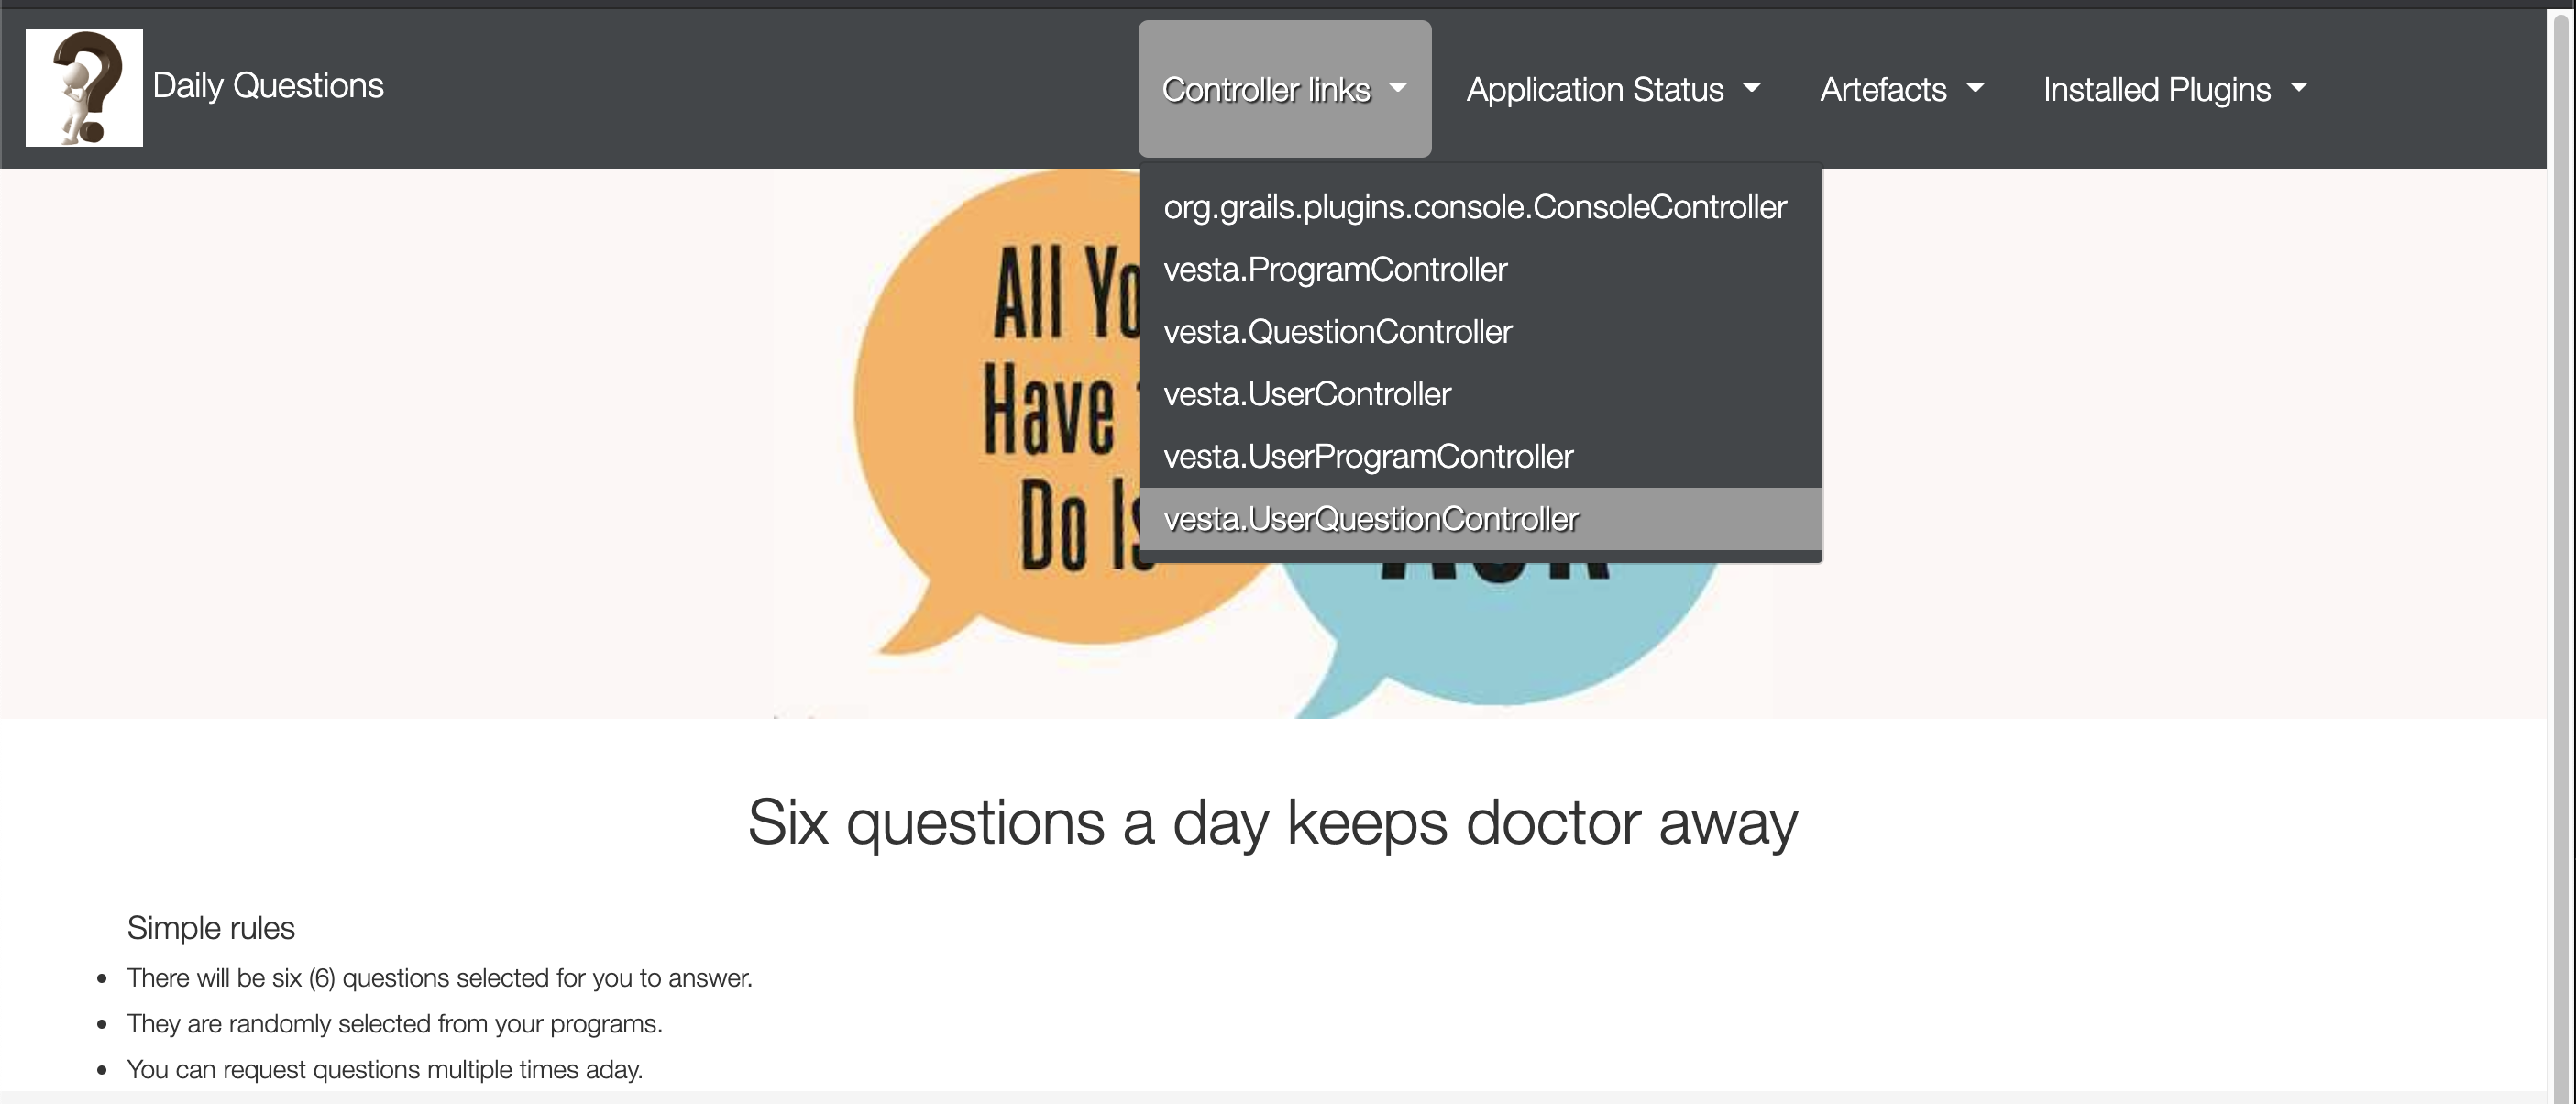 Daily Questions
Controller links
Application Status
Artefacts
Installed Plugins
org.grails.plugins.console.ConsoleController
vesta.ProgramController
vesta.QuestionController
vesta.UserController
vesta.UserProgramController
vesta.UserQuestionController
All Yo
Have
Do Is
Six questions a day keeps doctor away
Simple rules
There will be six (6) questions selected for you to answer.
They are randomly selected from your programs.
You can request questions multiple times aday.